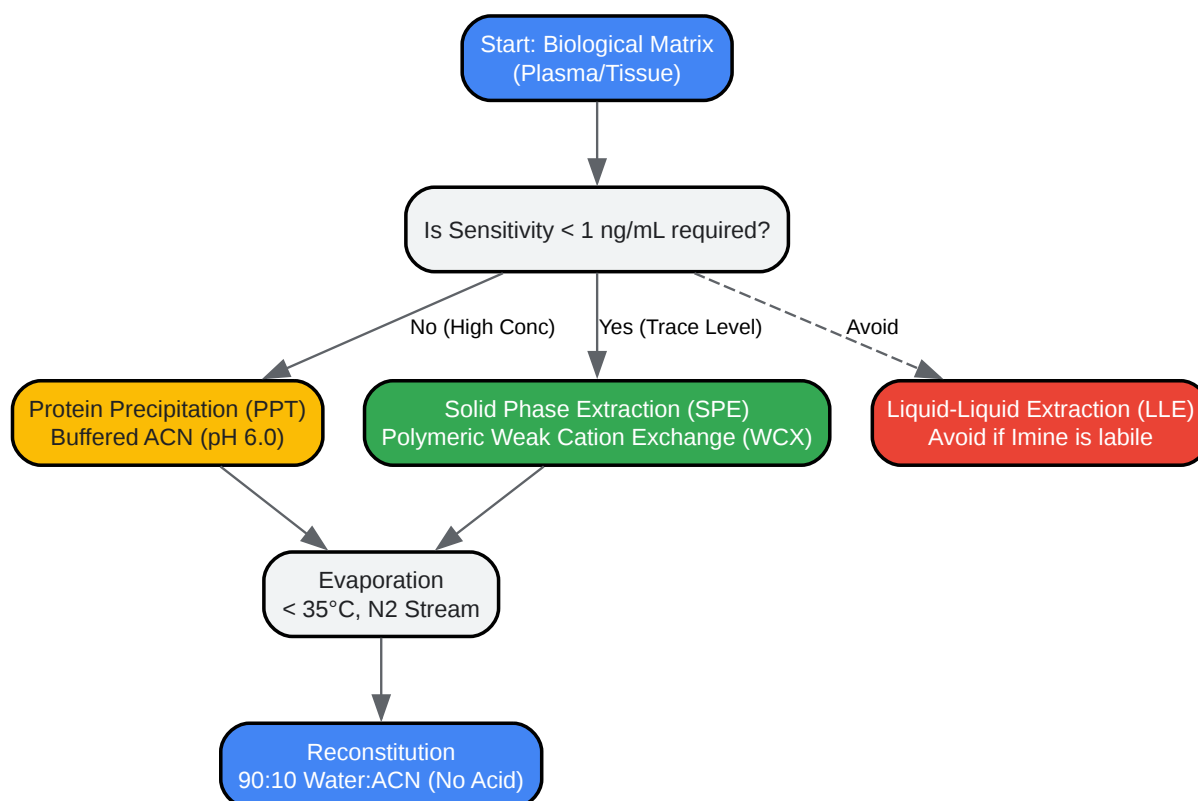 Start: Biological Matrix
(Plasma/Tissue)
Is Sensitivity < 1 ng/mL required?
No (High Conc)
Yes (Trace Level)
Avoid
Protein Precipitation (PPT)
Buffered ACN (pH 6.0)
Solid Phase Extraction (SPE)
Polymeric Weak Cation Exchange (WCX)
Liquid-Liquid Extraction (LLE)
Avoid if Imine is labile
Evaporation
< 35°C, N2 Stream
Reconstitution
90:10 Water:ACN (No Acid)